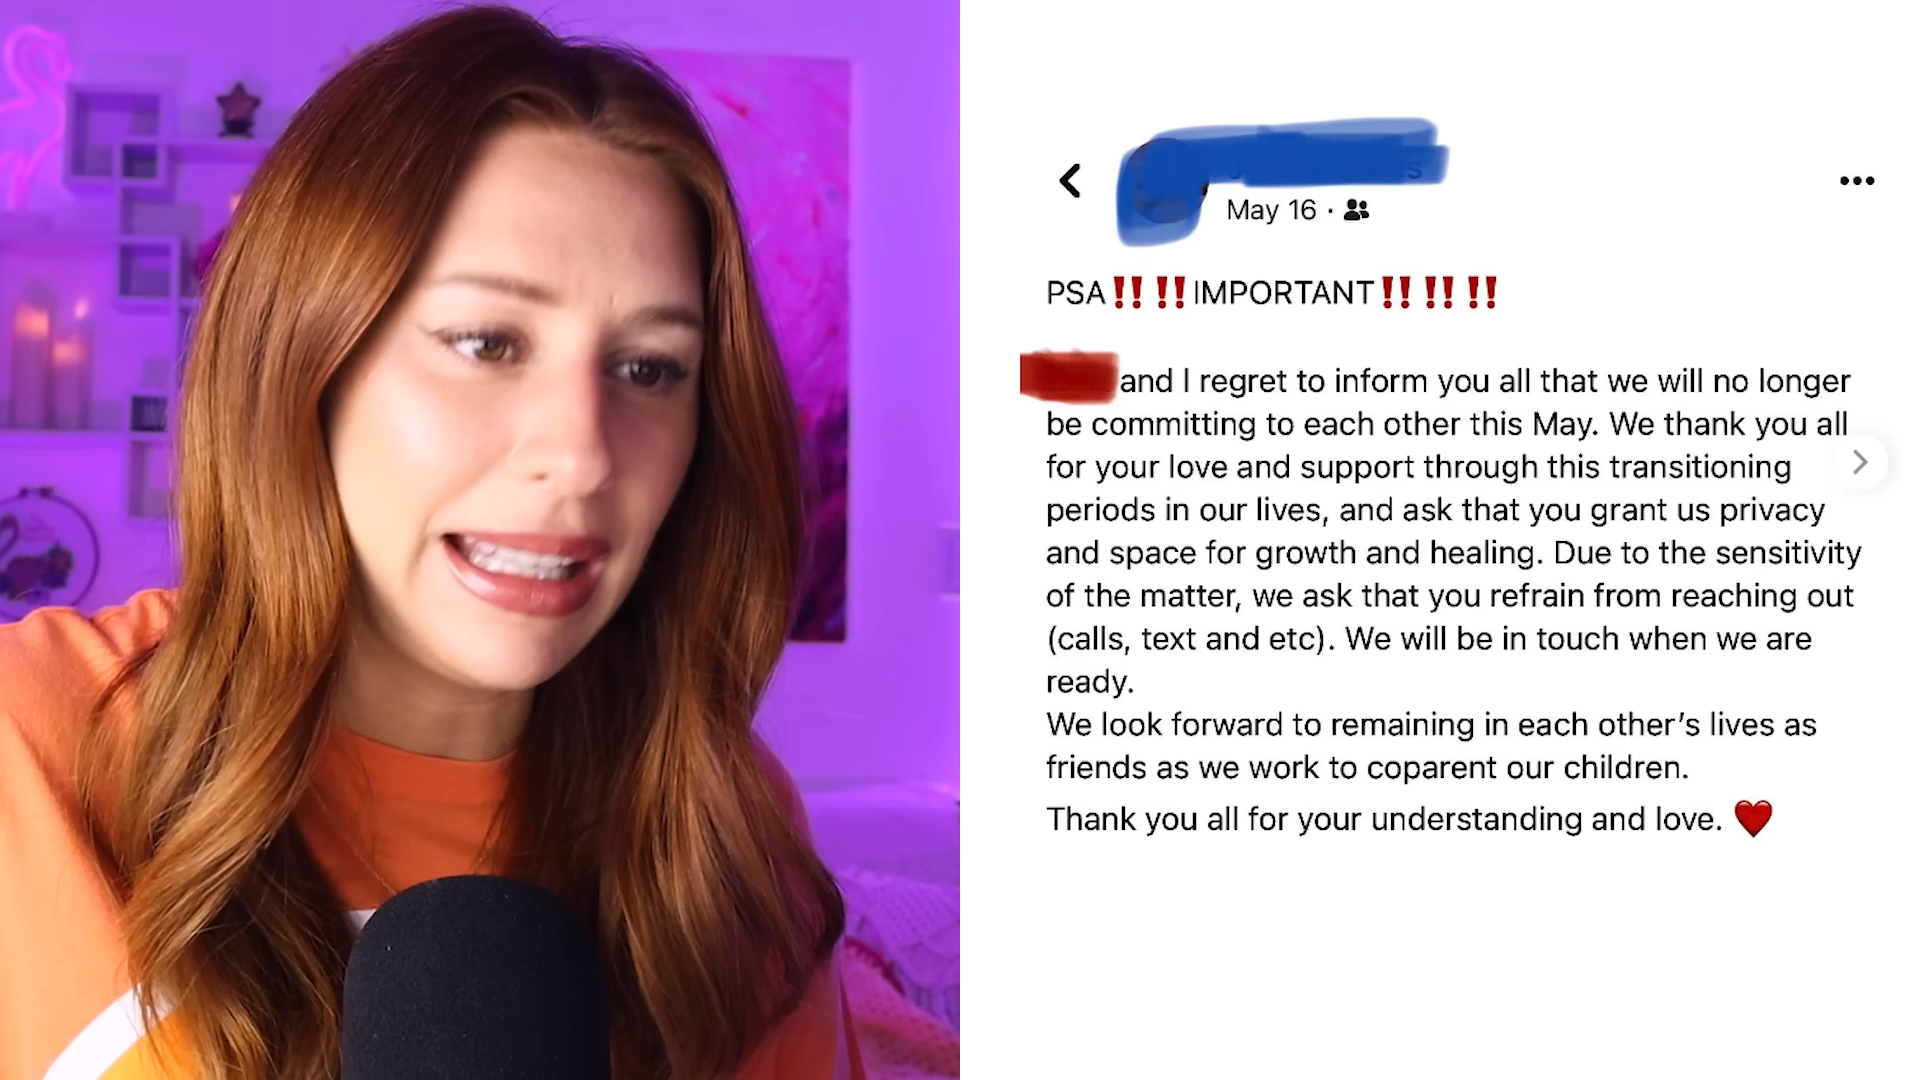 May 16 ·
PSA‼️‼️IMPORTANT‼️‼️‼️
and I regret to inform you all that we will no longer
be committing to each other this May. We thank you all
for your love and support through this transitioning
periods in our lives, and ask that you grant us privacy
and space for growth and healing. Due to the sensitivity
of the matter, we ask that you refrain from reaching out
(calls, text and etc). We will be in touch when we are
ready.
We look forward to remaining in each other's lives as
friends as we work to coparent our children.
Thank you all for your understanding and love. ❤️